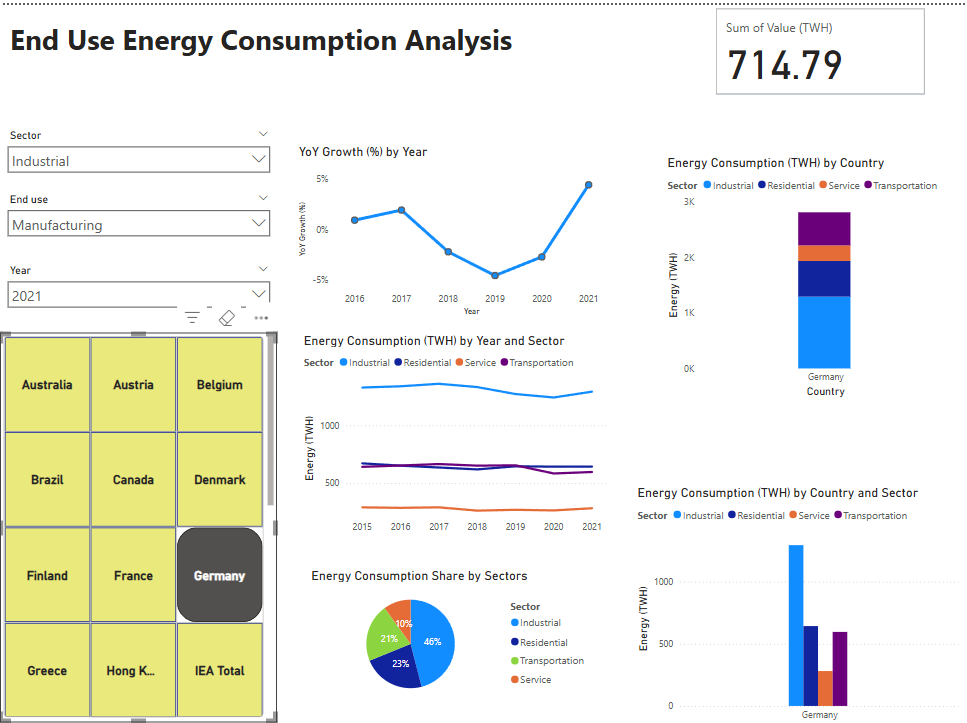 End Use Energy Consumption Analysis
Sum of Value (TWH)
714.79
Sector
Industrial
End use
Manufacturing
Year
2021
Australia
Austria
Belgium
Brazil
Canada
Denmark
Finland
France
Germany
Greece
Hong K...
IEA Total
YoY Growth (%) by Year
YoY Growth (%)
5%
0%
-5%
2016 2017 2018 2019 2020 2021
Year
Energy Consumption (TWH) by Year and Sector
Sector Industrial Residential Service Transportation
Energy (TWH)
1000
500
2015 2016 2017 2018 2019 2020 2021
Energy Consumption Share by Sectors
46%
23%
21%
10%
Sector
Industrial
Residential
Transportation
Service
Energy Consumption (TWH) by Country
Sector Industrial Residential Service Transportation
Energy (TWH)
3K
2K
1K
0K
Germany
Country
Energy Consumption (TWH) by Country and Sector
Sector Industrial Residential Service Transportation
Energy (TWH)
1000
500
0
Germany